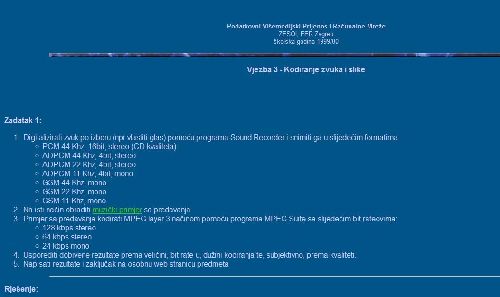 Podatkovni Višemedijski Prijenos i Računalne Mreže
ZESOI, FER Zagreb
školska godina 1999/00
Vježba 3 - Kodiranje zvuka i slike
Zadatak 1:
1. Digitalizirati zvuk po izboru (npr vlastiti glas) pomoću programa Sound Recorder i snimiti ga u slijedećim formatima
PCM 44 Khz, 16bit, stereo (CD kvaliteta)
ADPCM 44 Khz, 4bit, stereo
ADPCM 22 Khz, 4bit, stereo
ADPCM 11 Khz, 4bit, mono
GSM 44 Khz, mono
GSM 22 Khz, mono
GSM 11 Khz, mono
2. Na isti način obraditi muzički primjer sa predavanja
3. Primjer sa predavanja kodirati MPEG layer 3 načinom pomoću programa MPEG Suite sa slijedećim bit rateovima:
128 kbps stereo
64 kbps stereo
24 kbps mono
4. Usporediti dobivene rezultate prema veličini, bit rate u, dužini kodiranja te, subjektivno, prema kvaliteti.
5. Napisati rezultate i zaključak na osobnu web stranicu predmeta
Rješenje: